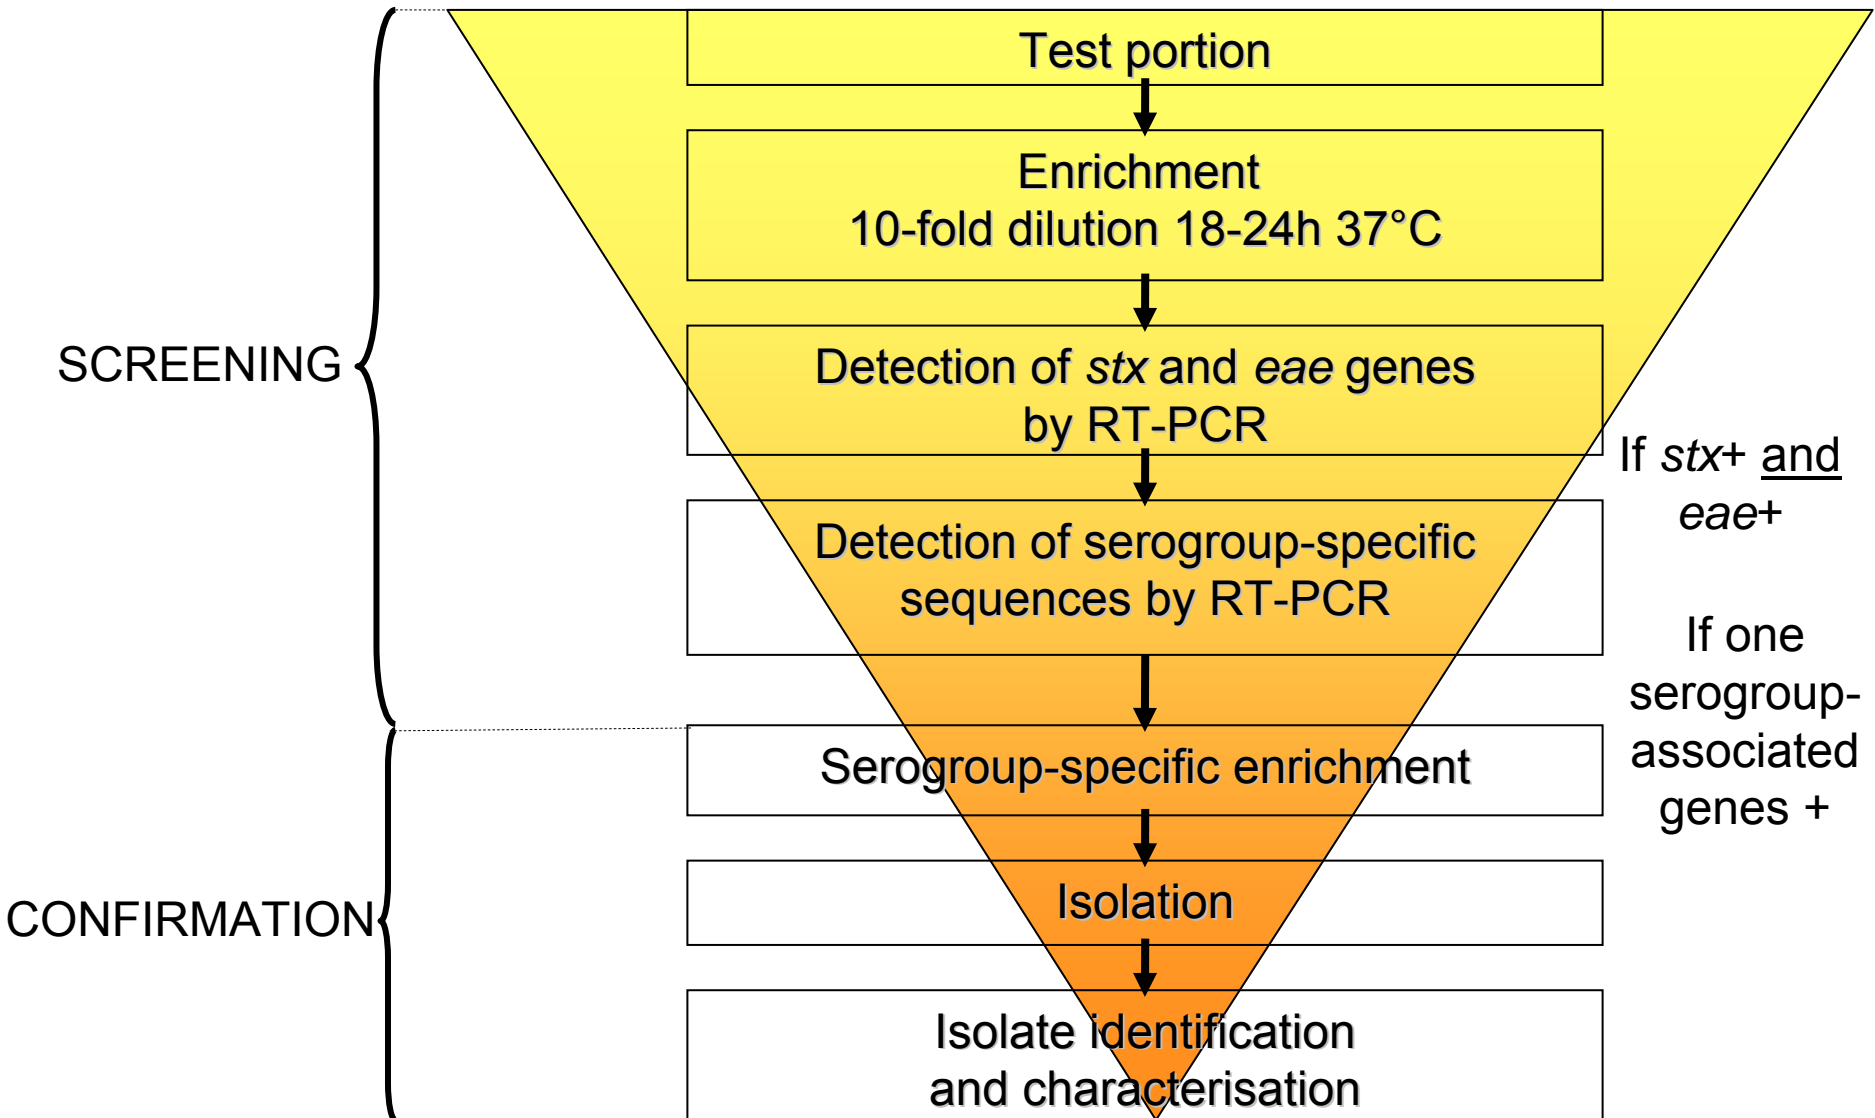 Test portion
Enrichment
10-fold dilution 18-24h 37°C
SCREENING
Detection of stx and eae genes
by RT-PCR
If stx+ and
eae+
Detection of serogroup-specific
sequences by RT-PCR
If one
serogroup-
associated
genes +
Serogroup-specific enrichment
CONFIRMATION
Isolation
Isolate identification
and characterisation